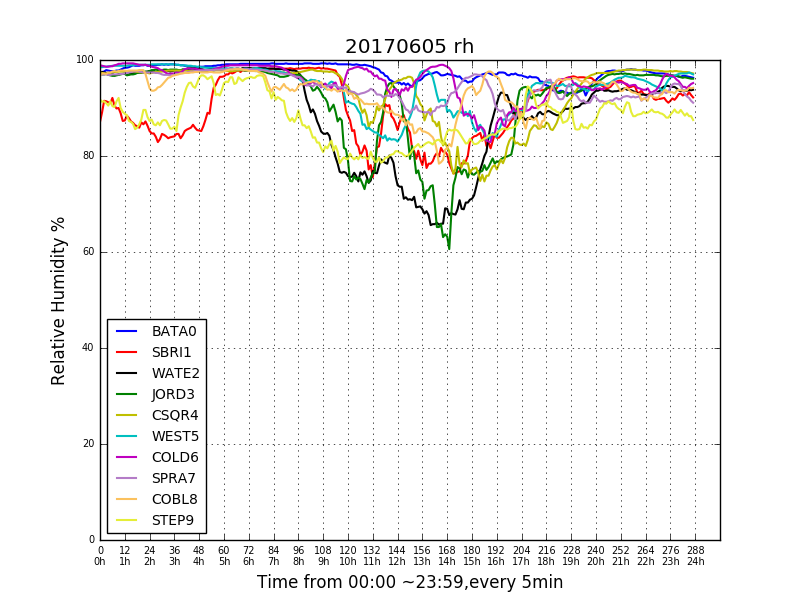 20170605 rh
Relative Humidity %
100
80
60
40
20
0
BATA0
SBRI1
WATE2
JORD3
CSQR4
WEST5
COLD6
SPRA7
COBL8
STEP9
0 12 24 36 48 60 72 84 96 108 120 132 144 156 168 180 192 204 216 228 240 252 264 276 288
0h 1h 2h 3h 4h 5h 6h 7h 8h 9h 10h 11h 12h 13h 14h 15h 16h 17h 18h 19h 20h 21h 22h 23h 24h
Time from 00:00 ~23:59,every 5min